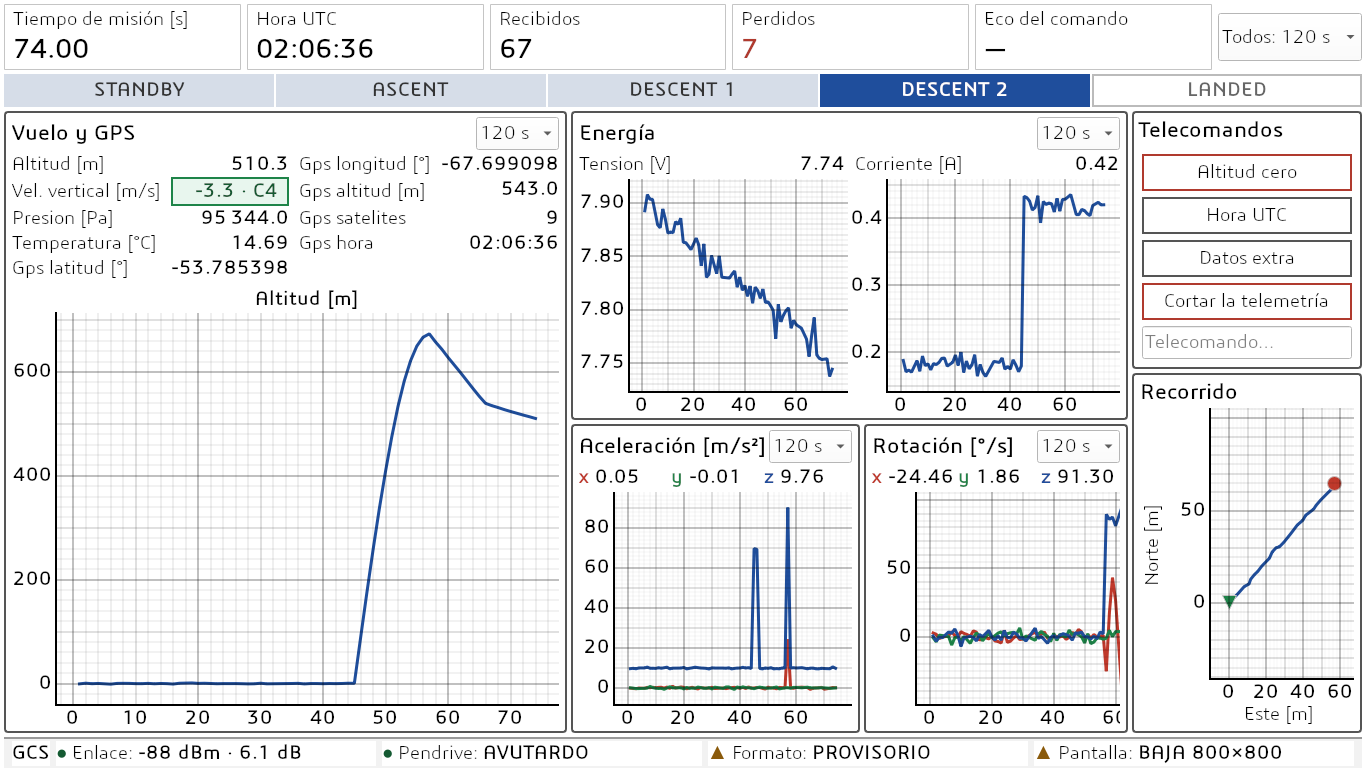 Tiempo de misión [s]
74.00
Hora UTC
02:06:36
Recibidos
67
Perdidos
7
Eco del comando
—
Todos: 120 s
STANDBY
ASCENT
DESCENT 1
DESCENT 2
LANDED
Vuelo y GPS
120 s
Altitud [m] 510.3
Vel. vertical [m/s] -3.3 · C4
Presion [Pa] 95 344.0
Temperatura [°C] 14.69
Gps latitud [°] -53.785398
Gps longitud [°] -67.699098
Gps altitud [m] 543.0
Gps satelites 9
Gps hora 02:06:36
Altitud [m]
600
400
200
0
0 10 20 30 40 50 60 70
Energía
120 s
Tension [V] 7.74
7.90
7.85
7.80
7.75
0 20 40 60
Corriente [A] 0.42
0.4
0.3
0.2
0 20 40 60
Aceleración [m/s²]
120 s
x 0.05 y -0.01 z 9.76
80
60
40
20
0
0 20 40 60
Rotación [°/s]
120 s
x -24.46 y 1.86 z 91.30
50
0
0 20 40 60
Telecomandos
Altitud cero
Hora UTC
Datos extra
Cortar la telemetría
Telecomando...
Recorrido
Norte [m]
50
0
0 20 40 60
Este [m]
GCS ● Enlace: -88 dBm · 6.1 dB
● Pendrive: AVUTARDO
▲ Formato: PROVISORIO
▲ Pantalla: BAJA 800×800